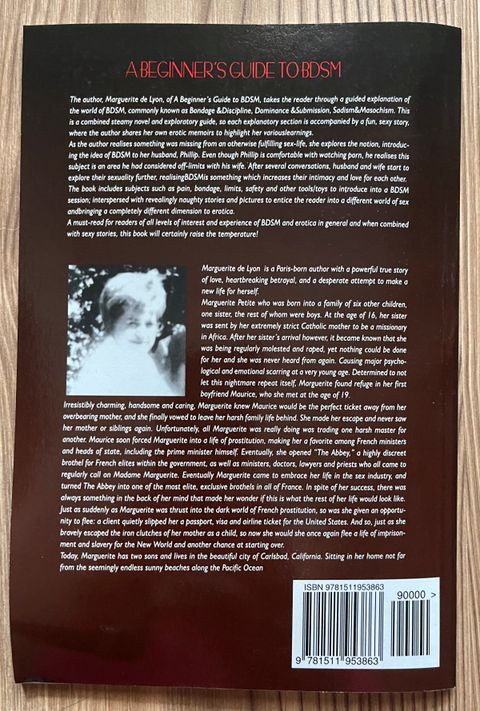 A BEGINNER'S GUIDE TO BDSM
The author, Marguerite de Lyon, of A Beginner's Guide to BDSM, takes the reader through a guided explanation of
the world of BDSM, commonly known as Bondage &Discipline, Dominance &Submission, Sadism&Masochism. This
is a combined steamy novel and exploratory guide, so each explanatory section is accompanied by a fun, sexy story,
where the author shares her own erotic memoirs to highlight her variouslearnings.
As the author realises something was missing from an otherwise fulfilling sex-life, she explores the notion, introduc-
ing the idea of BDSM to her husband, Phillip. Even though Phillip is comfortable with watching porn, he realises this
subject is an area he had considered off-limits with his wife. After several conversations, husband and wife start to
explore their sexuality further, realisingBDSMis something which increases their intimacy and love for each other.
The book includes subjects such as pain, bondage, limits, safety and other tools/toys to introduce into a BDSM
session; interspersed with revealingly naughty stories and pictures to entice the reader into a different world of sex
andbringing a completely different dimension to erotica.
A must-read for readers of all levels of interest and experience of BDSM and erotica in general and when combined
with sexy stories, this book will certainly raise the temperature!
Marguerite de Lyon is a Paris-born author with a powerful true story
of love, heartbreaking betrayal, and a desperate attempt to make a
new life for herself.
Marguerite Petite who was born into a family of six other children,
one sister, the rest of whom were boys. At the age of 16, her sister
was sent by her extremely strict Catholic mother to be a missionary
in Africa. After her sister's arrival however, it became known that she
was being regularly molested and raped, yet nothing could be done
for her and she was never heard from again. Causing major psycho-
logical and emotional scarring at a very young age. Determined to not
let this nightmare repeat itself, Marguerite found refuge in her first
boyfriend Maurice, who she met at the age of 19.
Irresistibly charming, handsome and caring, Marguerite knew Maurice would be the perfect ticket away from her
overbearing mother, and she finally vowed to leave her harsh family life behind. She made her escape and never saw
her mother or siblings again. Unfortunately, all Marguerite was really doing was trading one harsh master for
another. Maurice soon forced Marguerite into a life of prostitution, making her a favorite among French ministers
and heads of state, including the prime minister himself. Eventually, she opened "The Abbey," a highly discreet
brothel for French elites within the government, as well as ministers, doctors, lawyers and priests who all came to
regularly call on Madame Marguerite. Eventually Marguerite came to embrace her life in the sex industry, and
turned The Abbey into one of the most elite, exclusive brothels in all of France. In spite of her success, there was
always something in the back of her mind that made her wonder if this is what the rest of her life would look like.
Just as suddenly as Marguerite was thrust into the dark world of French prostitution, so was she given an opportu-
nity to flee: a client quietly slipped her a passport, visa and airline ticket for the United States. And so, just as she
bravely escaped the iron clutches of her mother as a child, so now she would she once again flee a life of imprison-
ment and slavery for the New World and another chance at starting over.
Today, Marguerite has two sons and lives in the beautiful city of Carlsbad, California. Sitting in her home not far
from the seemingly endless sunny beaches along the Pacific Ocean
ISBN 9781511953863
90000 >
9 781511 953863